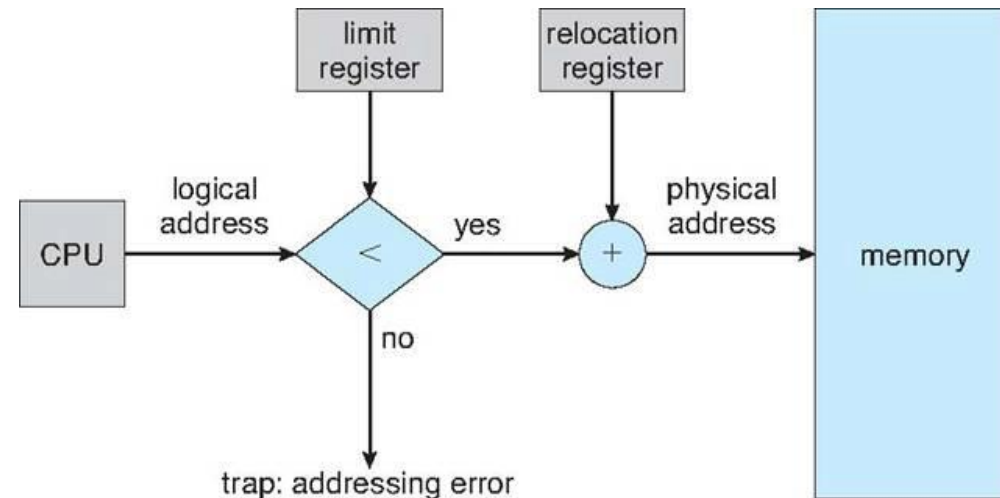 limit
register
relocation
register
logical
address
physical
address
CPU
<
yes
+
memory
no
trap: addressing error